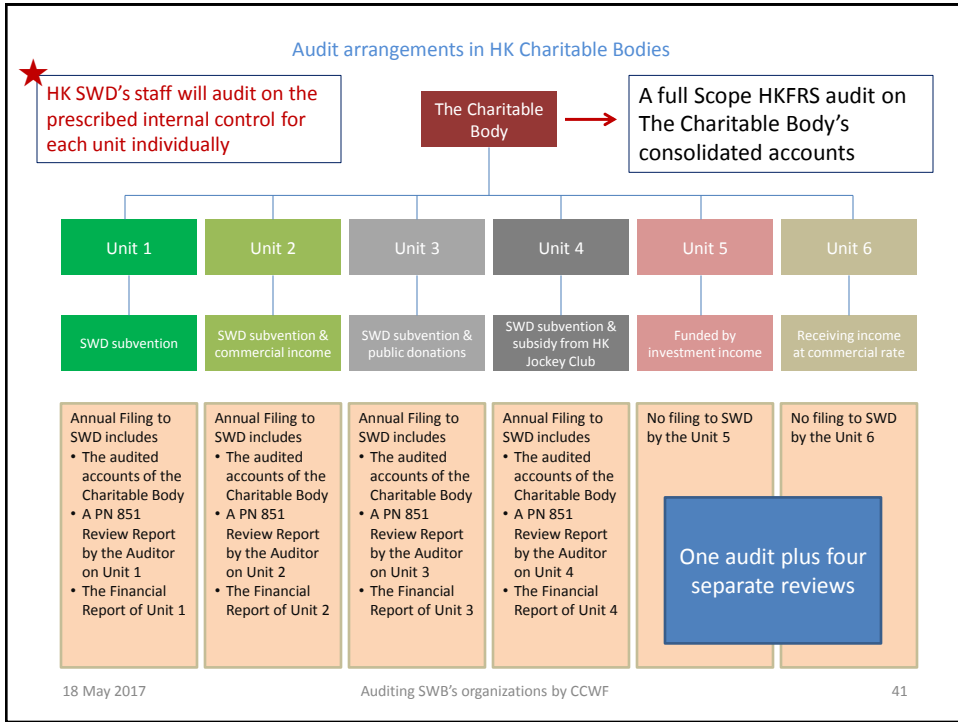 Audit arrangements in HK Charitable Bodies
HK SWD's staff will audit on the
prescribed internal control for
each unit individually
The Charitable
Body
A full Scope HKFRS audit on
The Charitable Body's
consolidated accounts
Unit 1
Unit 2
Unit 3
Unit 4
Unit 5
Unit 6
SWD subvention
SWD subvention &
commercial income
SWD subvention &
public donations
SWD subvention &
subsidy from HK
Jockey Club
Funded by
investment income
Receiving income
at commercial rate
Annual Filing to
SWD includes
• The audited
accounts of the
Charitable Body
• A PN 851
Review Report
by the Auditor
on Unit 1
• The Financial
Report of Unit 1
Annual Filing to
SWD includes
• The audited
accounts of the
Charitable Body
• A PN 851
Review Report
by the Auditor
on Unit 2
• The Financial
Report of Unit 2
Annual Filing to
SWD includes
• The audited
accounts of the
Charitable Body
• A PN 851
Review Report
by the Auditor
on Unit 3
• The Financial
Report of Unit 3
Annual Filing to
SWD includes
• The audited
accounts of the
Charitable Body
• A PN 851
Review Report
by the Auditor
on Unit 4
• The Financial
Report of Unit 4
No filing to SWD
by the Unit 5
No filing to SWD
by the Unit 6
One audit plus four
separate reviews
18 May 2017
Auditing SWB's organizations by CCWF
41